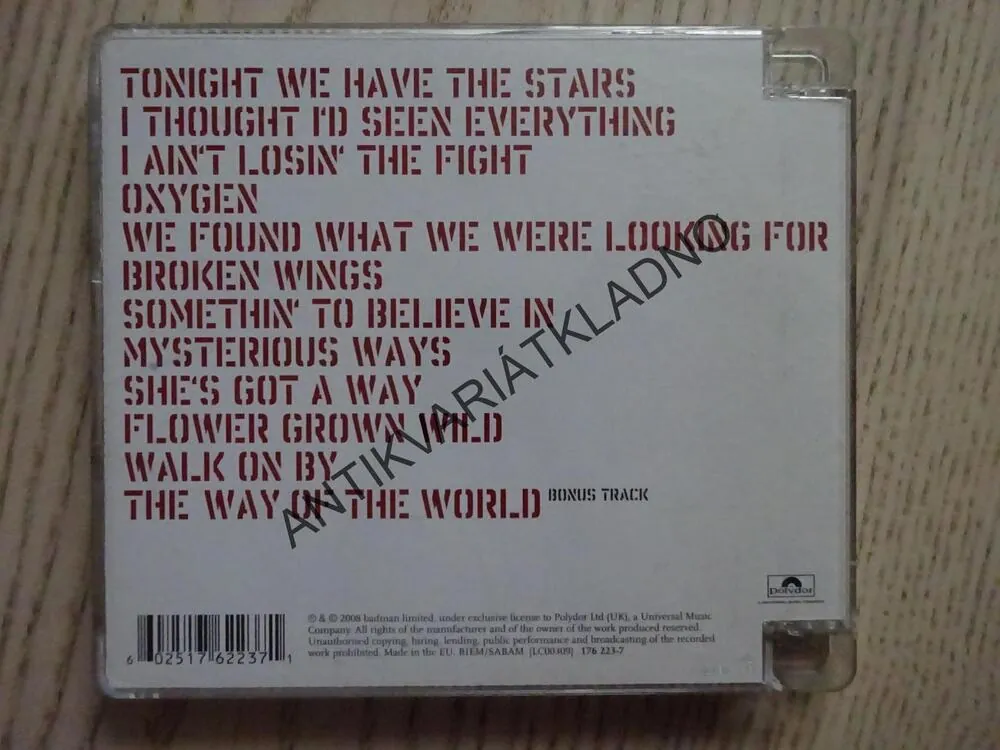 TONIGHT WE HAVE THE STARS
I THOUGHT I'D SEEN EVERYTHING
I AIN'T LOSIN' THE FIGHT
OXYGEN
WE FOUND WHAT WE WERE LOOKING FOR
BROKEN WINGS
SOMETHIN' TO BELIEVE IN
MYSTERIOUS WAYS
SHE'S GOT A WAY
FLOWER GROWN WILD
WALK ON BY
THE WAY OF THE WORLD BONUS TRACK
ANTIKVARIÁTKLADNO
polydor
℗ & © 2008 badman limited, under exclusive license to Polydor Ltd (UK), a Universal Music
Company. All rights of the manufacturer and of the owner of the work produced reserved.
Unauthorised copying, hiring, lending, public performance and broadcasting of the recorded
work prohibited. Made in the EU. BIEM/SABAM (LC00309) 176 223-7
6 02517 62237 1